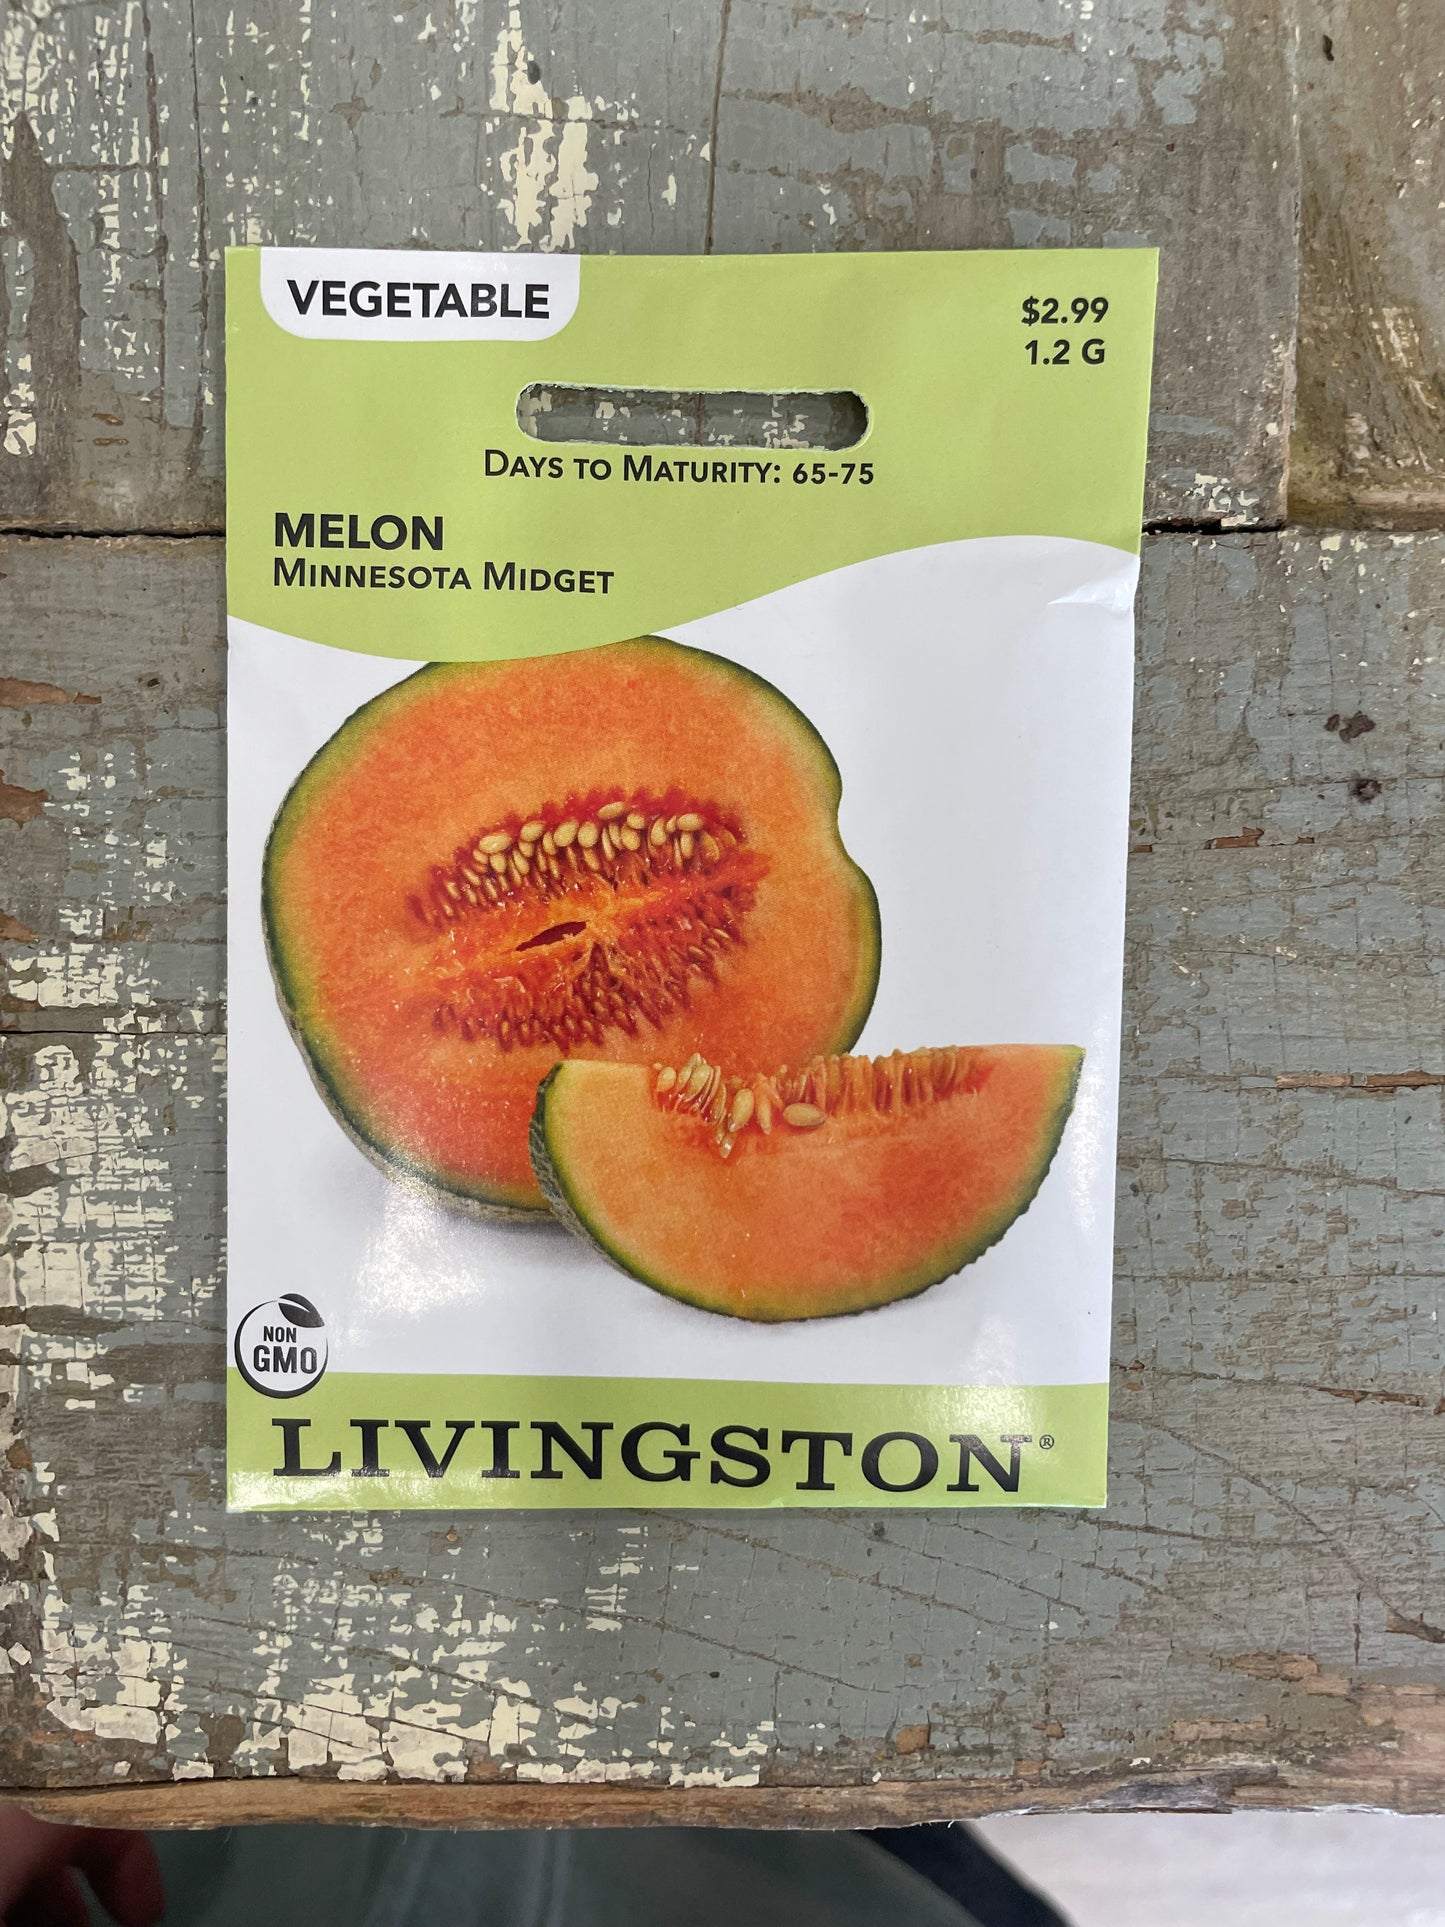 VEGETABLE
$2.99
1.2 G
DAYS TO MATURITY: 65-75
MELON
MINNESOTA MIDGET
NON
GMO
LIVINGSTON®